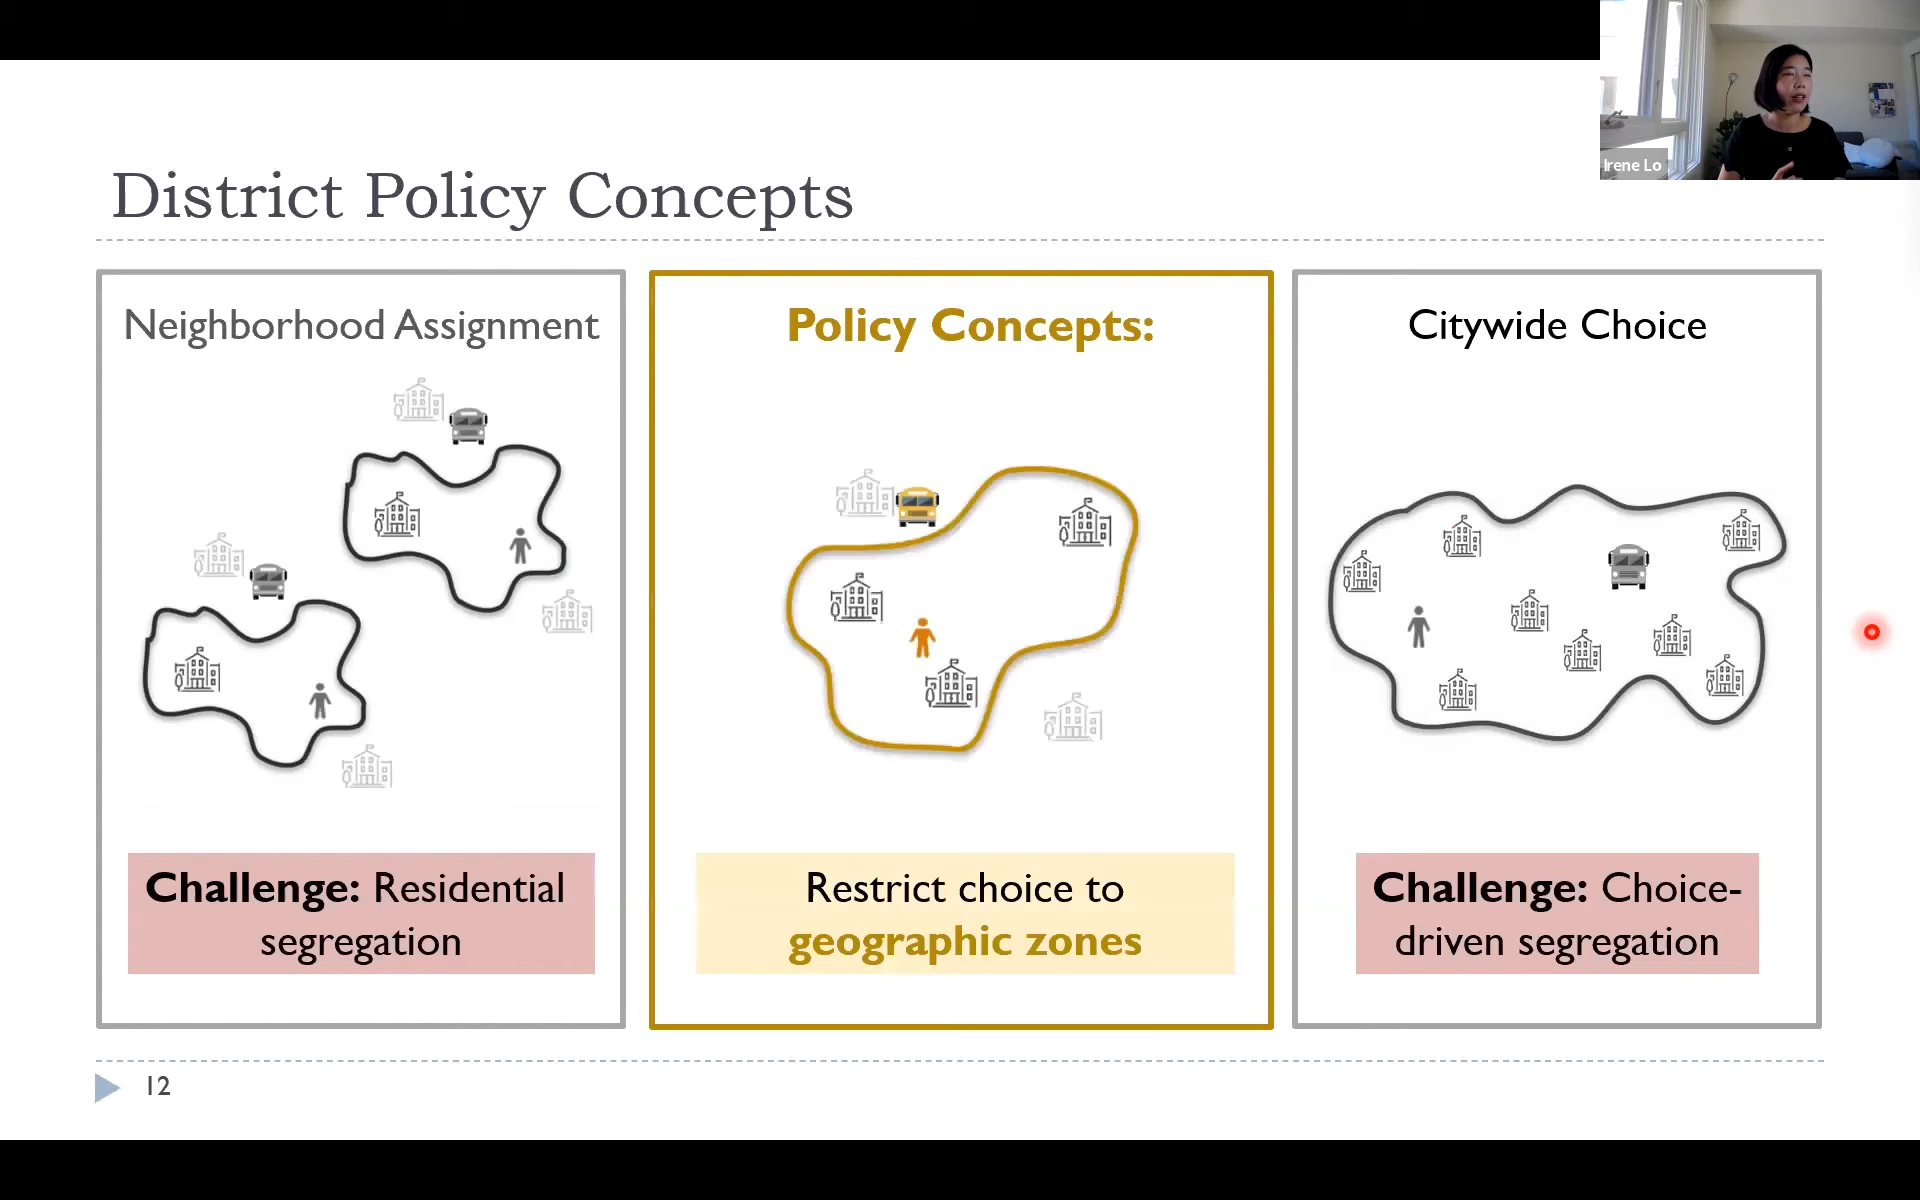 Irene Lo
District Policy Concepts
Neighborhood Assignment
Challenge: Residential
segregation
Policy Concepts:
Restrict choice to
geographic zones
Citywide Choice
Challenge: Choice-
driven segregation
12